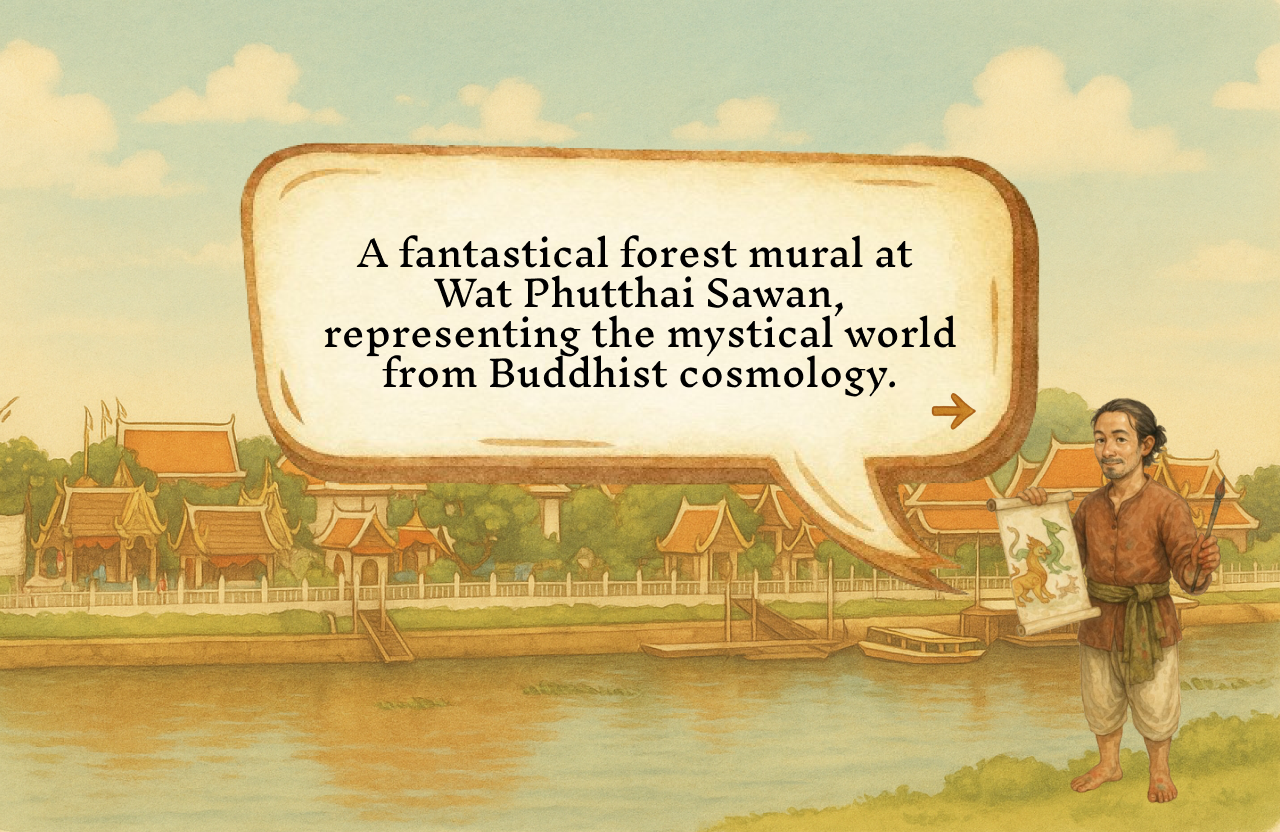 A fantastical forest mural at
Wat Phutthai Sawan,
representing the mystical world
from Buddhist cosmology.